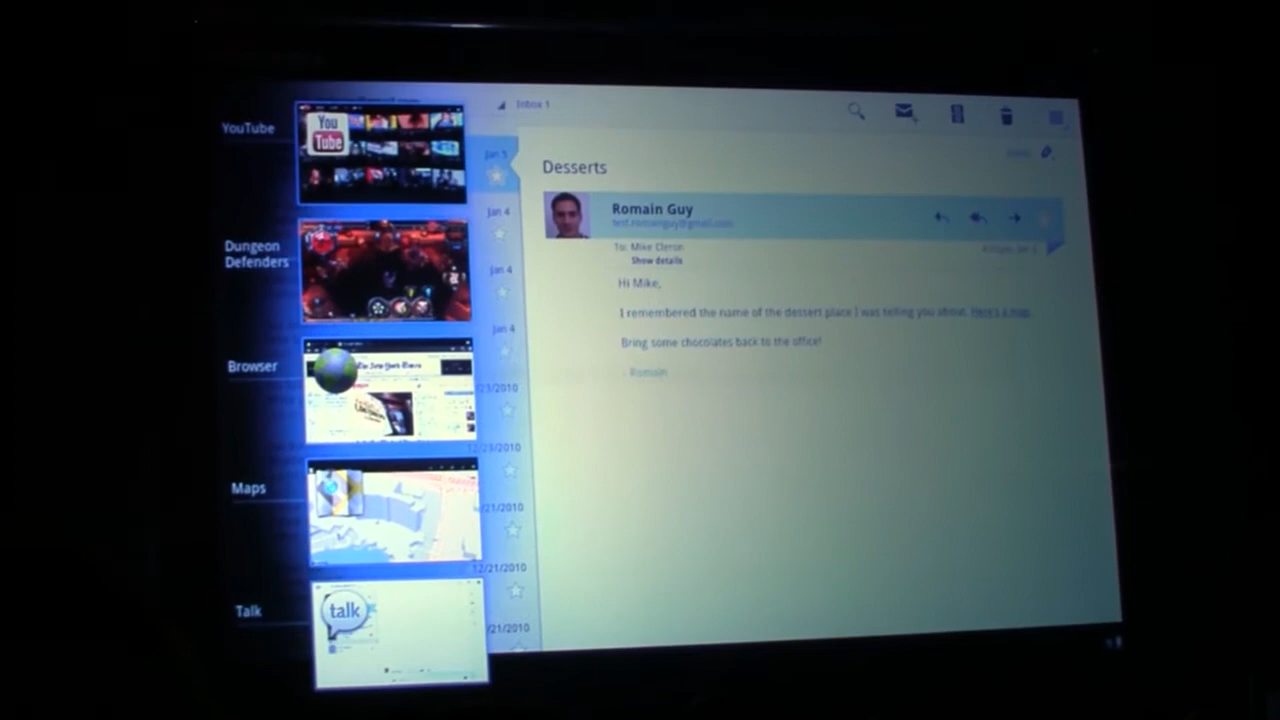 YouTube
You
Tube
Dungeon
Defenders
Browser
Maps
Talk
talk
Inbox 1
Jan 5
Jan 4
Jan 4
Jan 4
/23/2010
12/23/2010
/21/2010
12/21/2010
/21/2010
Desserts
Romain Guy
To: Mike Cleron
Show details
Hi Mike,
I remembered the name of the dessert place I was telling you about. Here's a map.
Bring some chocolates back to the office!
- Romain